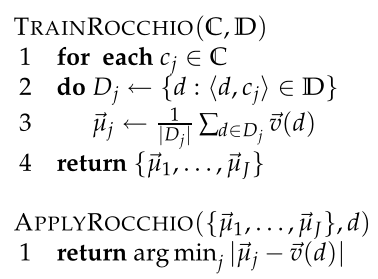 TRAINROCCHIO(ℂ, 𝔻)
1 for each c_j ∈ ℂ
2 do D_j ← {d : ⟨d, c_j⟩ ∈ 𝔻}
3 μ⃗_j ← 1/|D_j| ∑_{d∈D_j} v⃗(d)
4 return {μ⃗_1, . . . , μ⃗_J}
APPLYROCCHIO({μ⃗_1, . . . , μ⃗_J}, d)
1 return arg min_j |μ⃗_j − v⃗(d)|